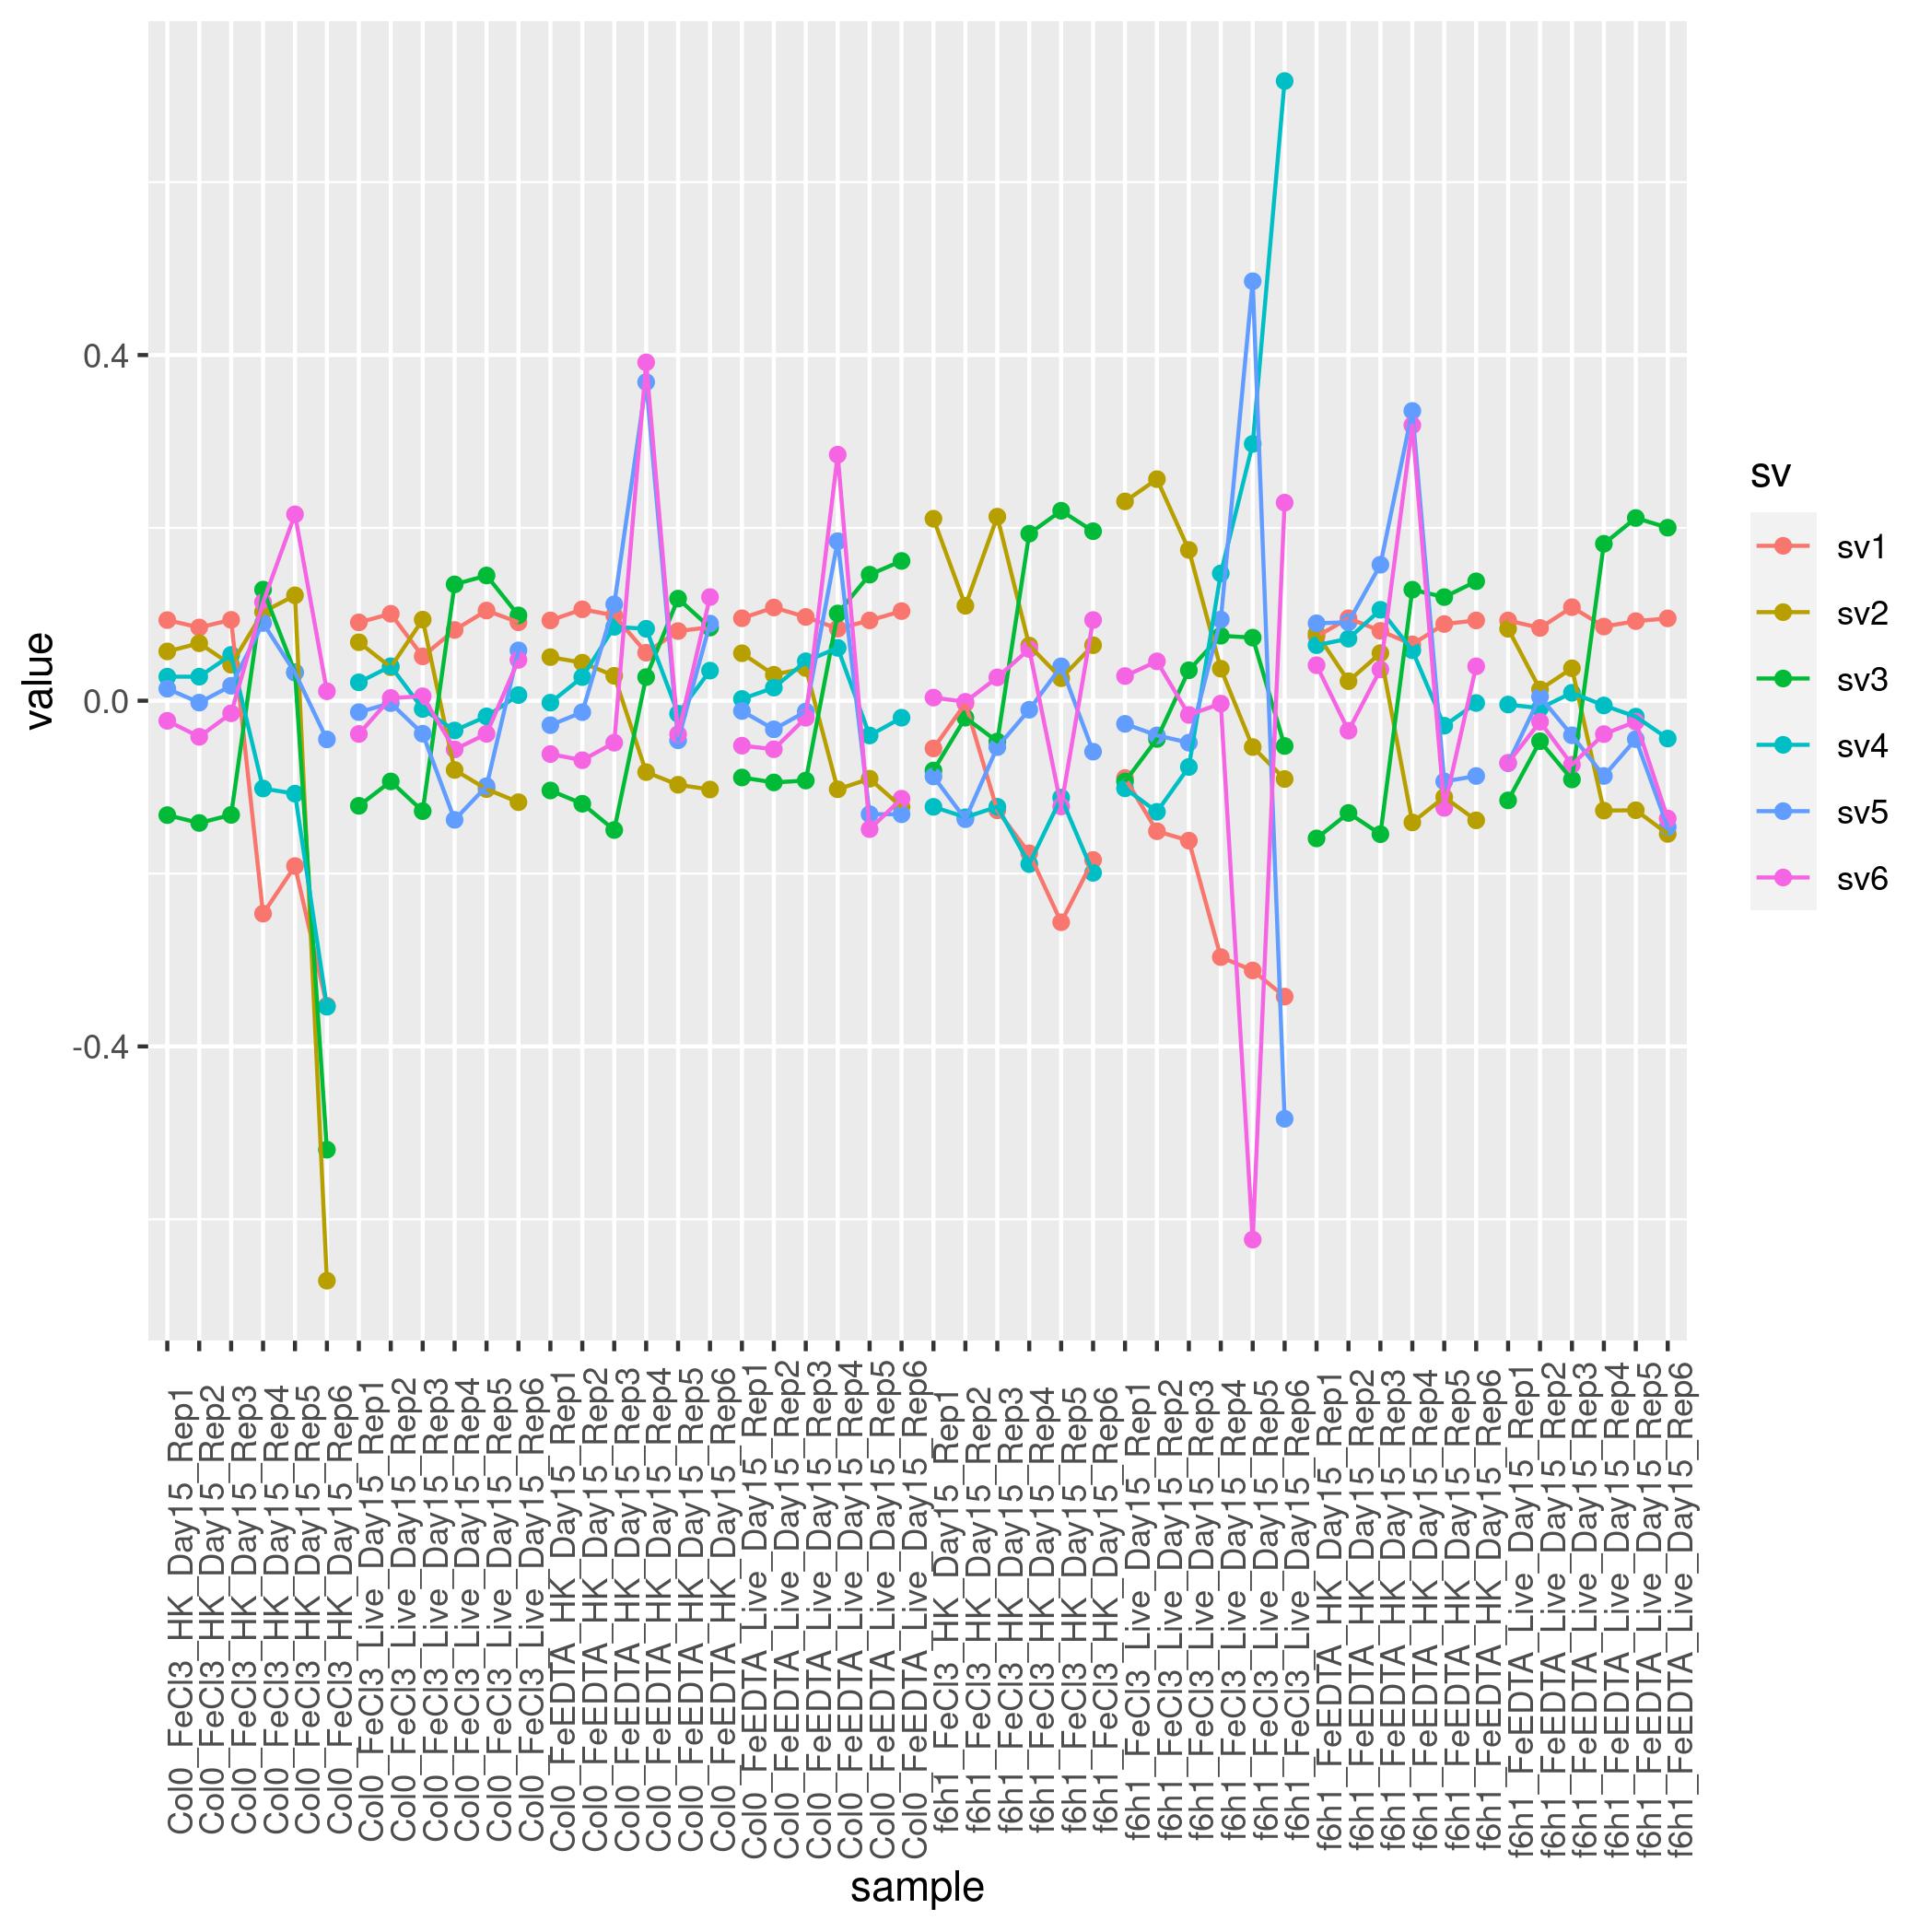 value
0.4
0.0
-0.4
Col0_FeCl3_HK_Day15_Rep1
Col0_FeCl3_HK_Day15_Rep2
Col0_FeCl3_HK_Day15_Rep3
Col0_FeCl3_HK_Day15_Rep4
Col0_FeCl3_HK_Day15_Rep5
Col0_FeCl3_HK_Day15_Rep6
Col0_FeCl3_Live_Day15_Rep1
Col0_FeCl3_Live_Day15_Rep2
Col0_FeCl3_Live_Day15_Rep3
Col0_FeCl3_Live_Day15_Rep4
Col0_FeCl3_Live_Day15_Rep5
Col0_FeCl3_Live_Day15_Rep6
Col0_FeEDTA_HK_Day15_Rep1
Col0_FeEDTA_HK_Day15_Rep2
Col0_FeEDTA_HK_Day15_Rep3
Col0_FeEDTA_HK_Day15_Rep4
Col0_FeEDTA_HK_Day15_Rep5
Col0_FeEDTA_HK_Day15_Rep6
Col0_FeEDTA_Live_Day15_Rep1
Col0_FeEDTA_Live_Day15_Rep2
Col0_FeEDTA_Live_Day15_Rep3
Col0_FeEDTA_Live_Day15_Rep4
Col0_FeEDTA_Live_Day15_Rep5
Col0_FeEDTA_Live_Day15_Rep6
f6h1_FeCl3_HK_Day15_Rep1
f6h1_FeCl3_HK_Day15_Rep2
f6h1_FeCl3_HK_Day15_Rep3
f6h1_FeCl3_HK_Day15_Rep4
f6h1_FeCl3_HK_Day15_Rep5
f6h1_FeCl3_HK_Day15_Rep6
f6h1_FeCl3_Live_Day15_Rep1
f6h1_FeCl3_Live_Day15_Rep2
f6h1_FeCl3_Live_Day15_Rep3
f6h1_FeCl3_Live_Day15_Rep4
f6h1_FeCl3_Live_Day15_Rep5
f6h1_FeCl3_Live_Day15_Rep6
f6h1_FeEDTA_HK_Day15_Rep1
f6h1_FeEDTA_HK_Day15_Rep2
f6h1_FeEDTA_HK_Day15_Rep3
f6h1_FeEDTA_HK_Day15_Rep4
f6h1_FeEDTA_HK_Day15_Rep5
f6h1_FeEDTA_HK_Day15_Rep6
f6h1_FeEDTA_Live_Day15_Rep1
f6h1_FeEDTA_Live_Day15_Rep2
f6h1_FeEDTA_Live_Day15_Rep3
f6h1_FeEDTA_Live_Day15_Rep4
f6h1_FeEDTA_Live_Day15_Rep5
f6h1_FeEDTA_Live_Day15_Rep6
sample
sv
sv1
sv2
sv3
sv4
sv5
sv6